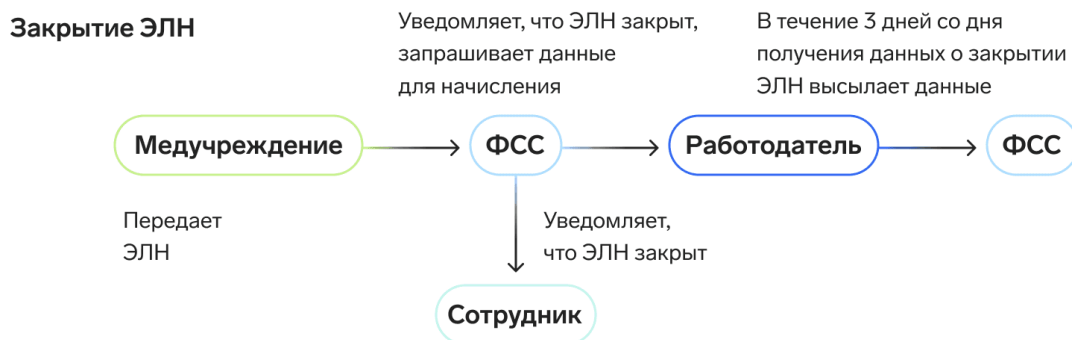 Закрытие ЭЛН
Уведомляет, что ЭЛН закрыт,
запрашивает данные
для начисления
В течение 3 дней со дня
получения данных о закрытии
ЭЛН высылает данные
Медучреждение
ФСС
Работодатель
ФСС
Передает
ЭЛН
Уведомляет,
что ЭЛН закрыт
Сотрудник